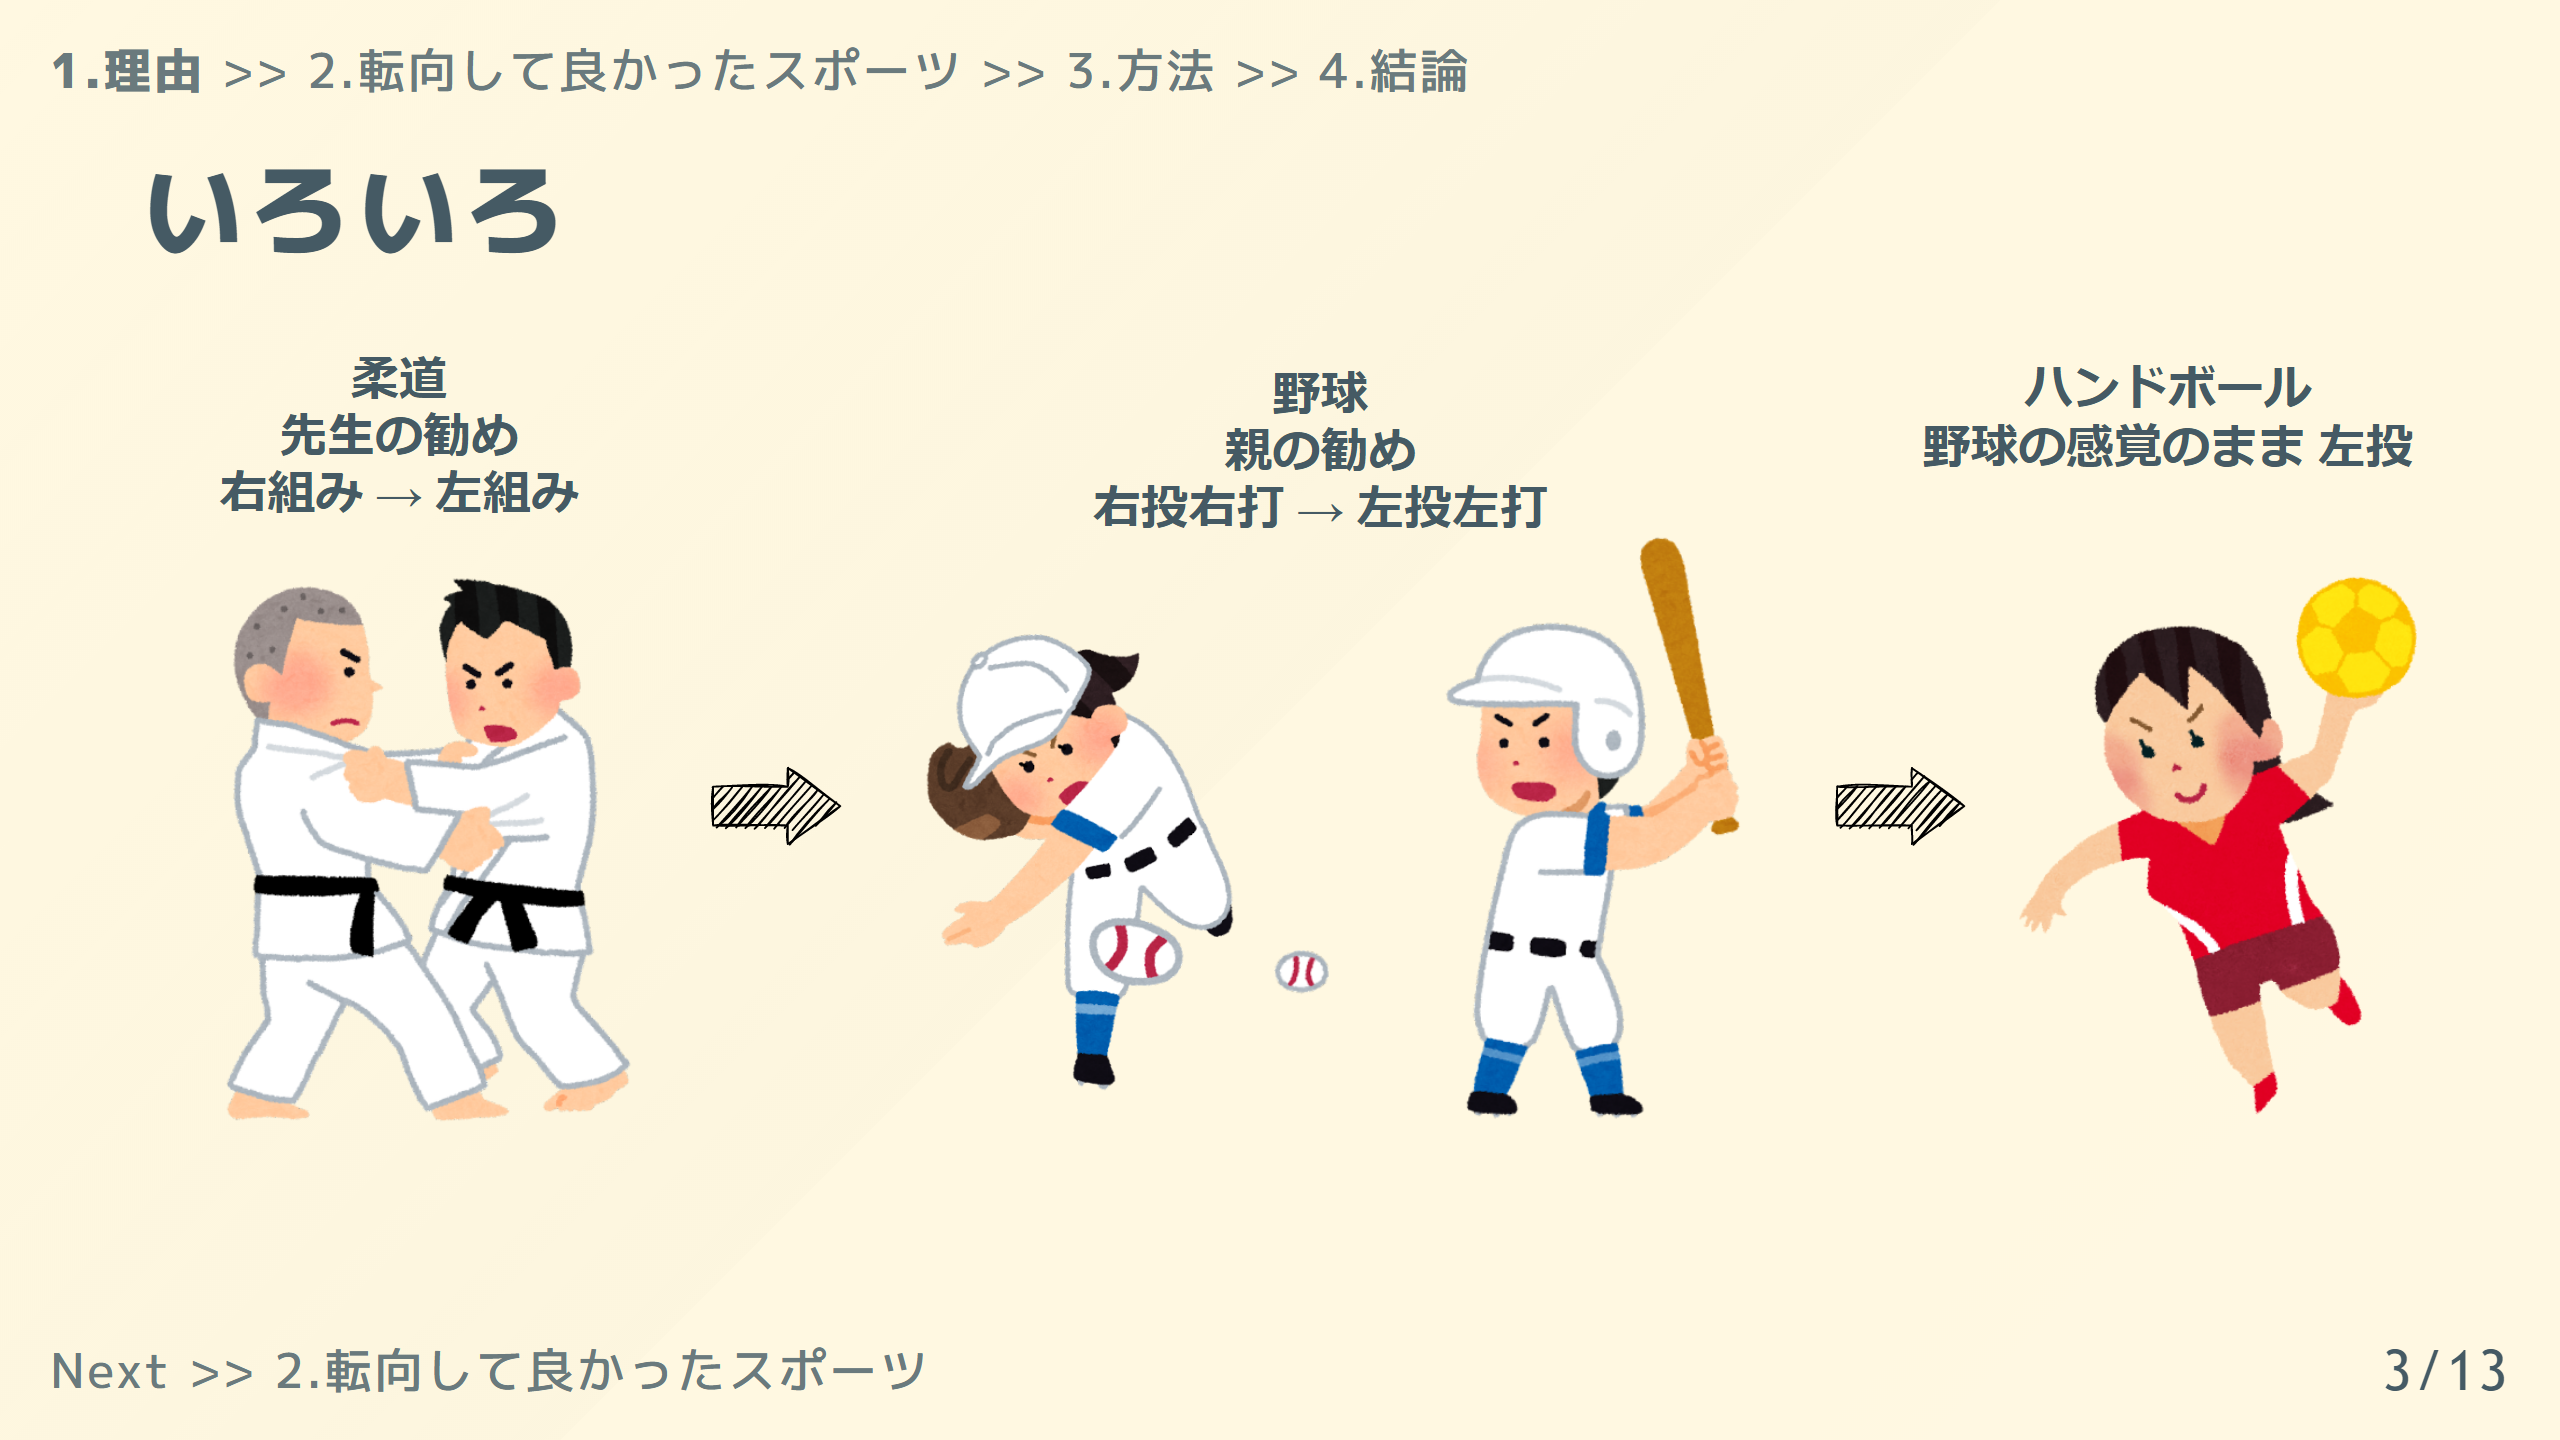 1.理由 >> 2.転向して良かったスポーツ >> 3.方法 >> 4.結論
いろいろ
柔道
先生の勧め
右組み → 左組み
野球
親の勧め
右投右打 → 左投左打
ハンドボール
野球の感覚のまま 左投
Next >> 2.転向して良かったスポーツ
3/13